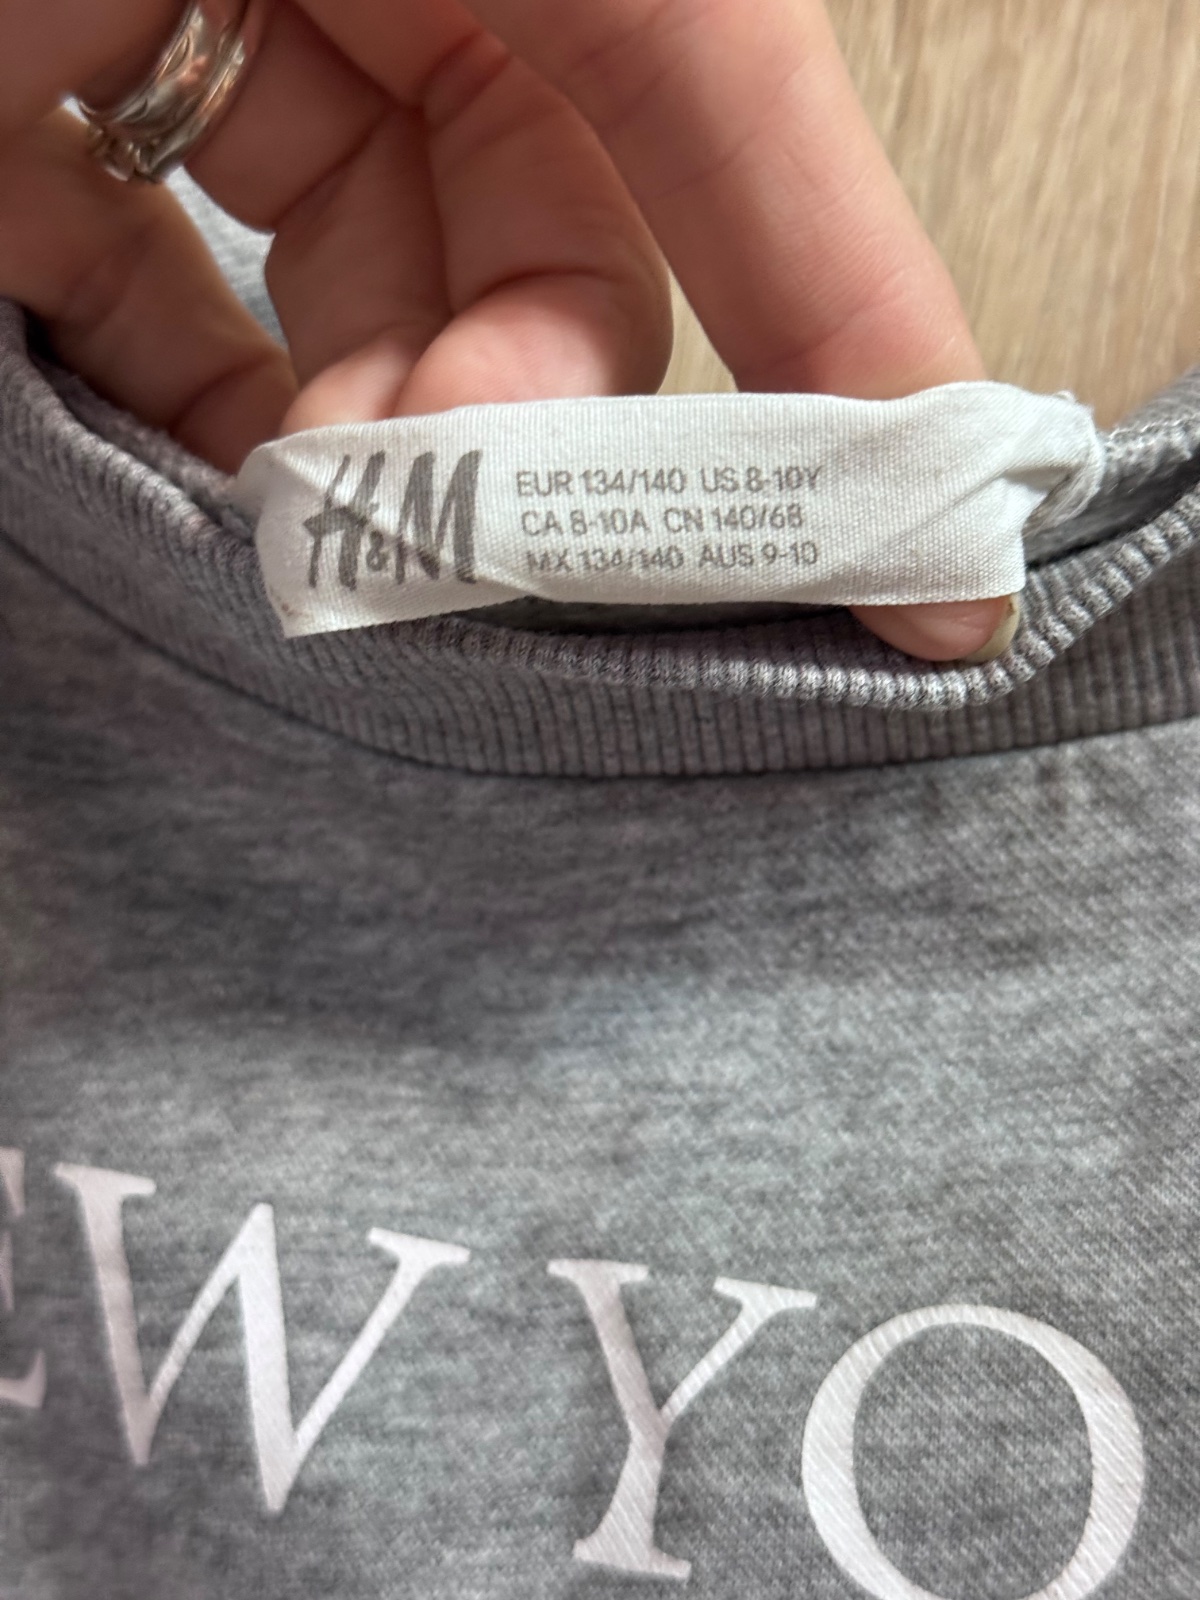 H&M
EUR 134/140 US 8-10Y
CA 8-10A CN 140/68
MX 134/140 AUS 9-10
EW YO